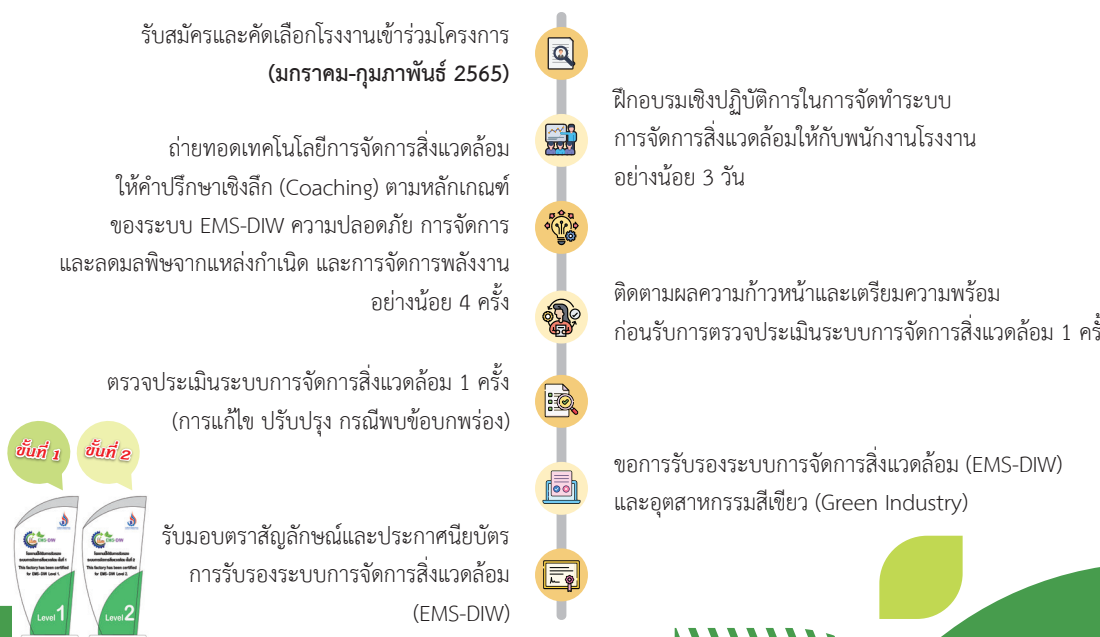 รับสมัครและคัดเลือกโรงงานเข้าร่วมโครงการ
(มกราคม-กุมภาพันธ์ 2565)
ฝึกอบรมเชิงปฏิบัติการในการจัดทำระบบ
การจัดการสิ่งแวดล้อมให้กับพนักงานโรงงาน
อย่างน้อย 3 วัน
ถ่ายทอดเทคโนโลยีการจัดการสิ่งแวดล้อม
ให้คำปรึกษาเชิงลึก (Coaching) ตามหลักเกณฑ์
ของระบบ EMS-DIW ความปลอดภัย การจัดการ
และลดมลพิษจากแหล่งกำเนิด และการจัดการพลังงาน
อย่างน้อย 4 ครั้ง
ติดตามผลความก้าวหน้าและเตรียมความพร้อม
ก่อนรับการตรวจประเมินระบบการจัดการสิ่งแวดล้อม 1
ตรวจประเมินระบบการจัดการสิ่งแวดล้อม 1 ครั้ง
(การแก้ไข ปรับปรุง กรณีพบข้อบกพร่อง)
ขอการรับรองระบบการจัดการสิ่งแวดล้อม (EMS-DIW)
และอุตสาหกรรมสีเขียว (Green Industry)
รับมอบตราสัญลักษณ์และประกาศนียบัตร
การรับรองระบบการจัดการสิ่งแวดล้อม
(EMS-DIW)
ขั้นที่ 1
ขั้นที่ 2
EMS-DIW
This factory has been certified
for EMS-DIW Level 1.
Level 1
EMS-DIW
This factory has been certified
for EMS-DIW Level 2.
Level 2